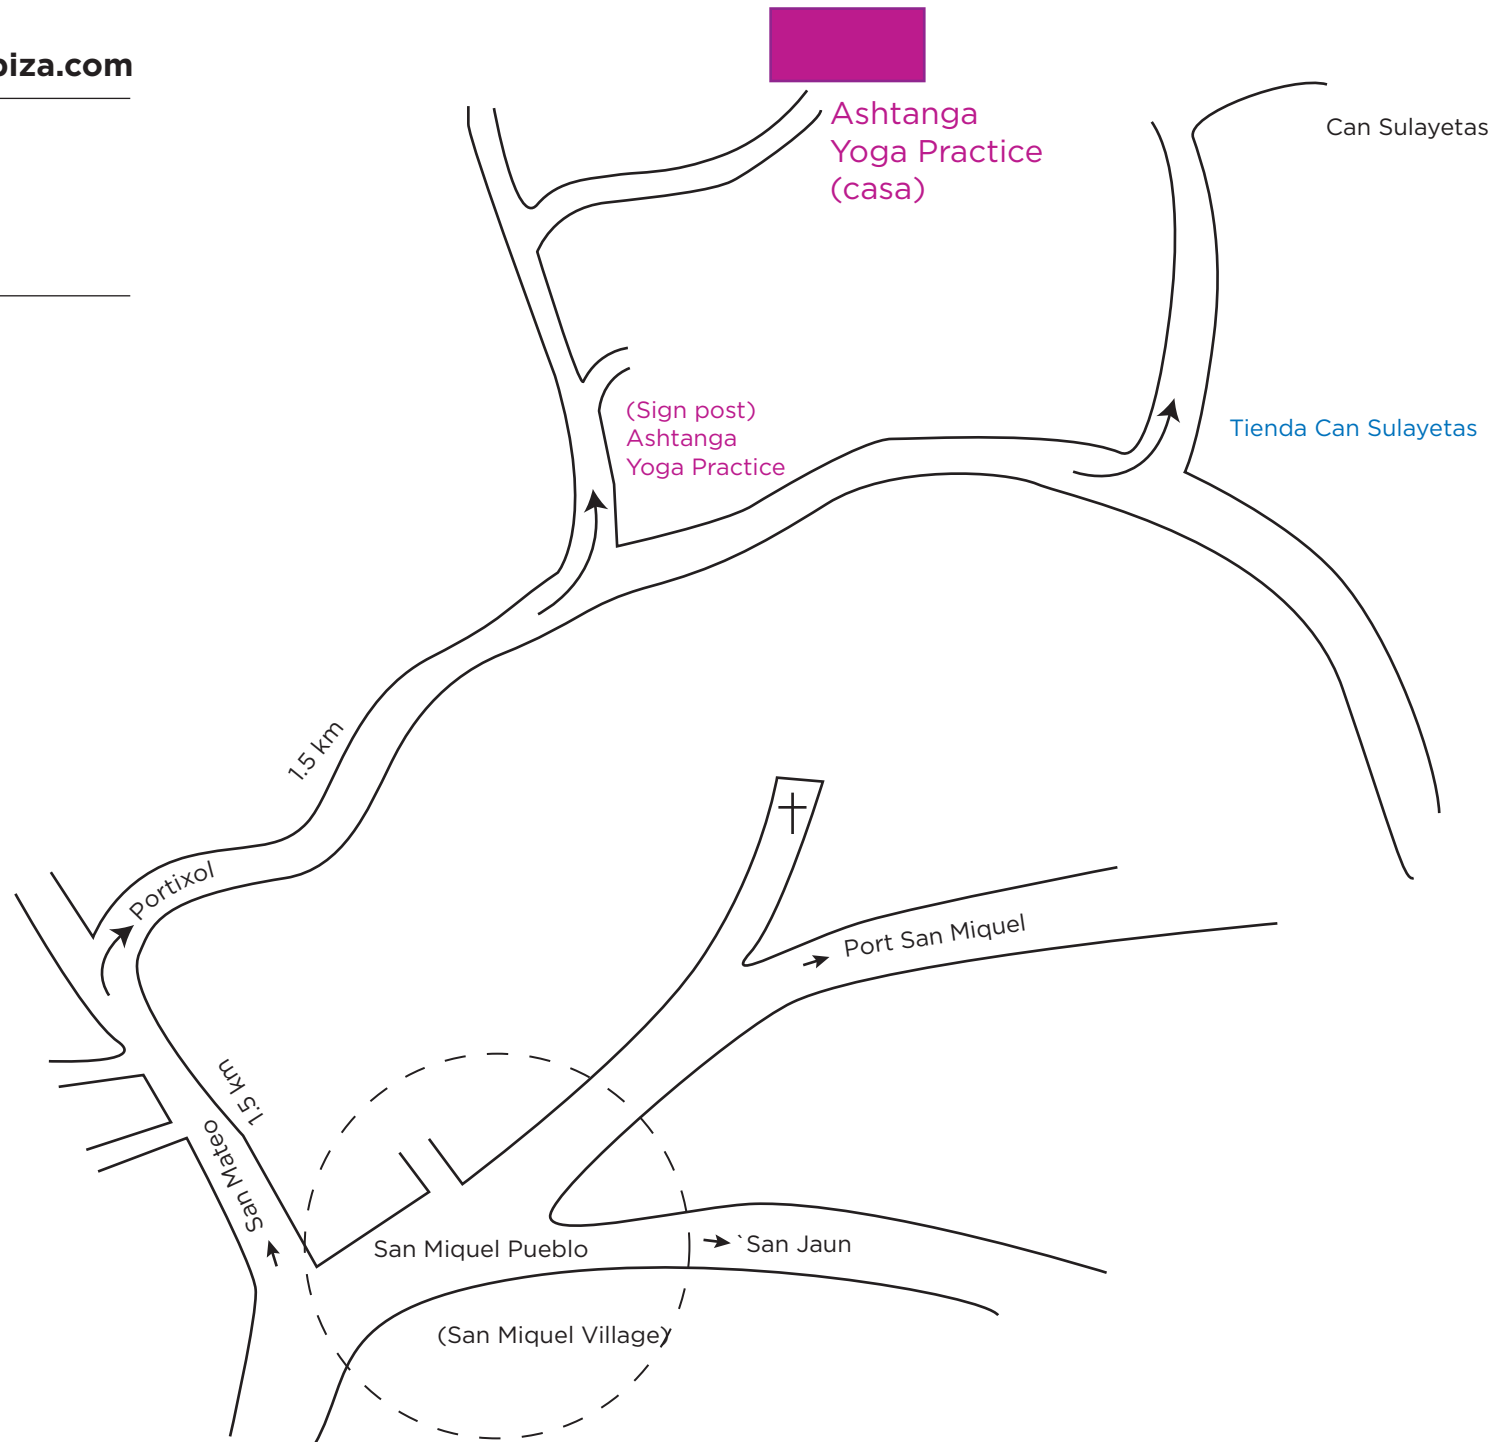 biza.com
Ashtanga
Yoga Practice
(casa)
Can Sulayetas
(Sign post)
Ashtanga
Yoga Practice
Tienda Can Sulayetas
1.5 km
Portixol
Port San Miquel
1.5 km
San Mateo
San Miquel Pueblo
`San Jaun
(San Miquel Village)